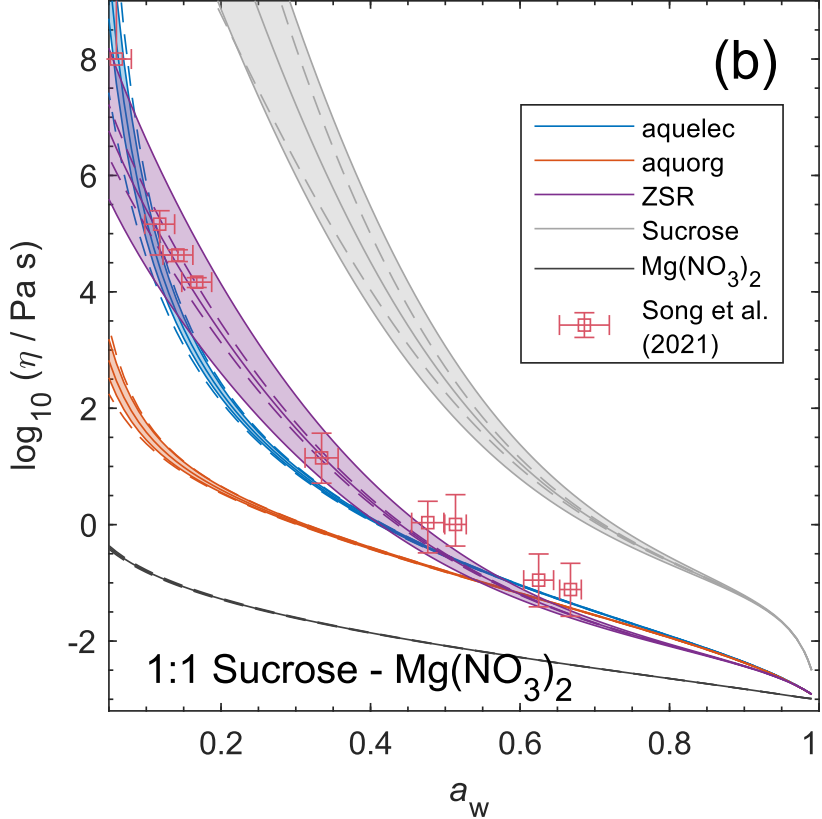 (b)
aquelec
aquorg
ZSR
Sucrose
Mg(NO₃)₂
Song et al.
(2021)
8
6
4
2
0
-2
log₁₀ (η / Pa s)
1:1 Sucrose - Mg(NO₃)₂
0.2 0.4 0.6 0.8 1
a_w